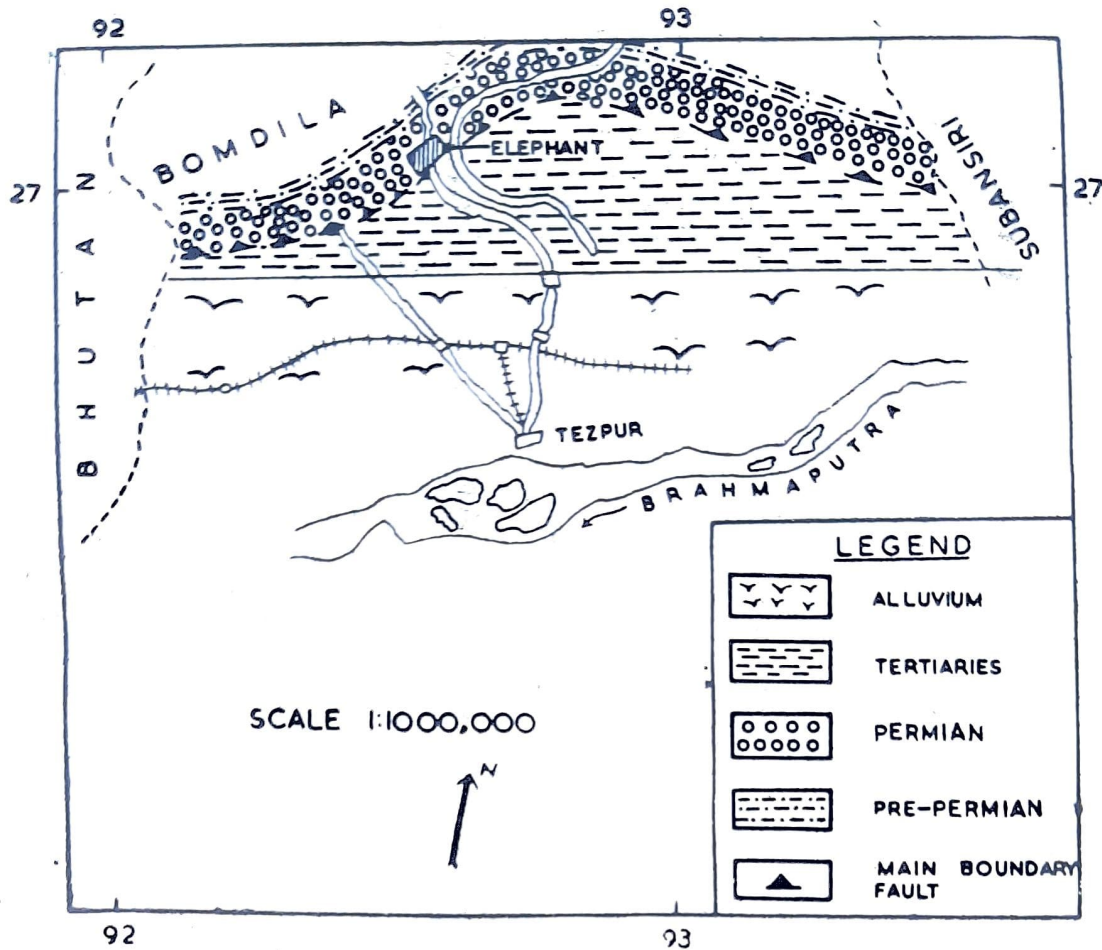 92
93
BOMDILA
ELEPHANT
27
27
SUBANSIRI
BHUTAN
TEZPUR
BRAHMAPUTRA
LEGEND
ALLUVIUM
TERTIARIES
SCALE 1:1000,000
PERMIAN
N
PRE-PERMIAN
MAIN BOUNDARY
FAULT
92
93